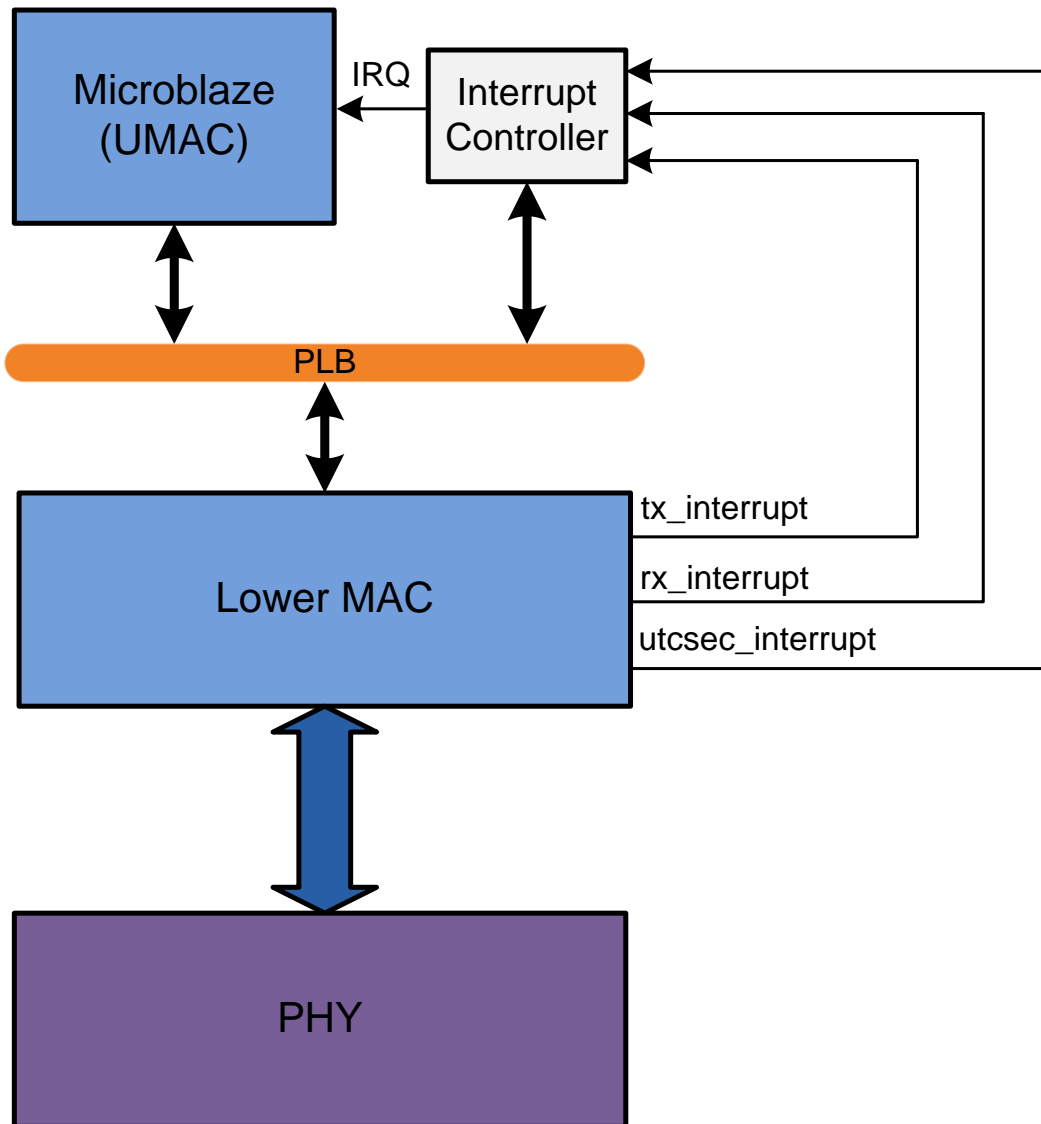 Microblaze
(UMAC)
IRQ
Interrupt
Controller
PLB
tx_interrupt
Lower MAC
rx_interrupt
utcsec_interrupt
PHY